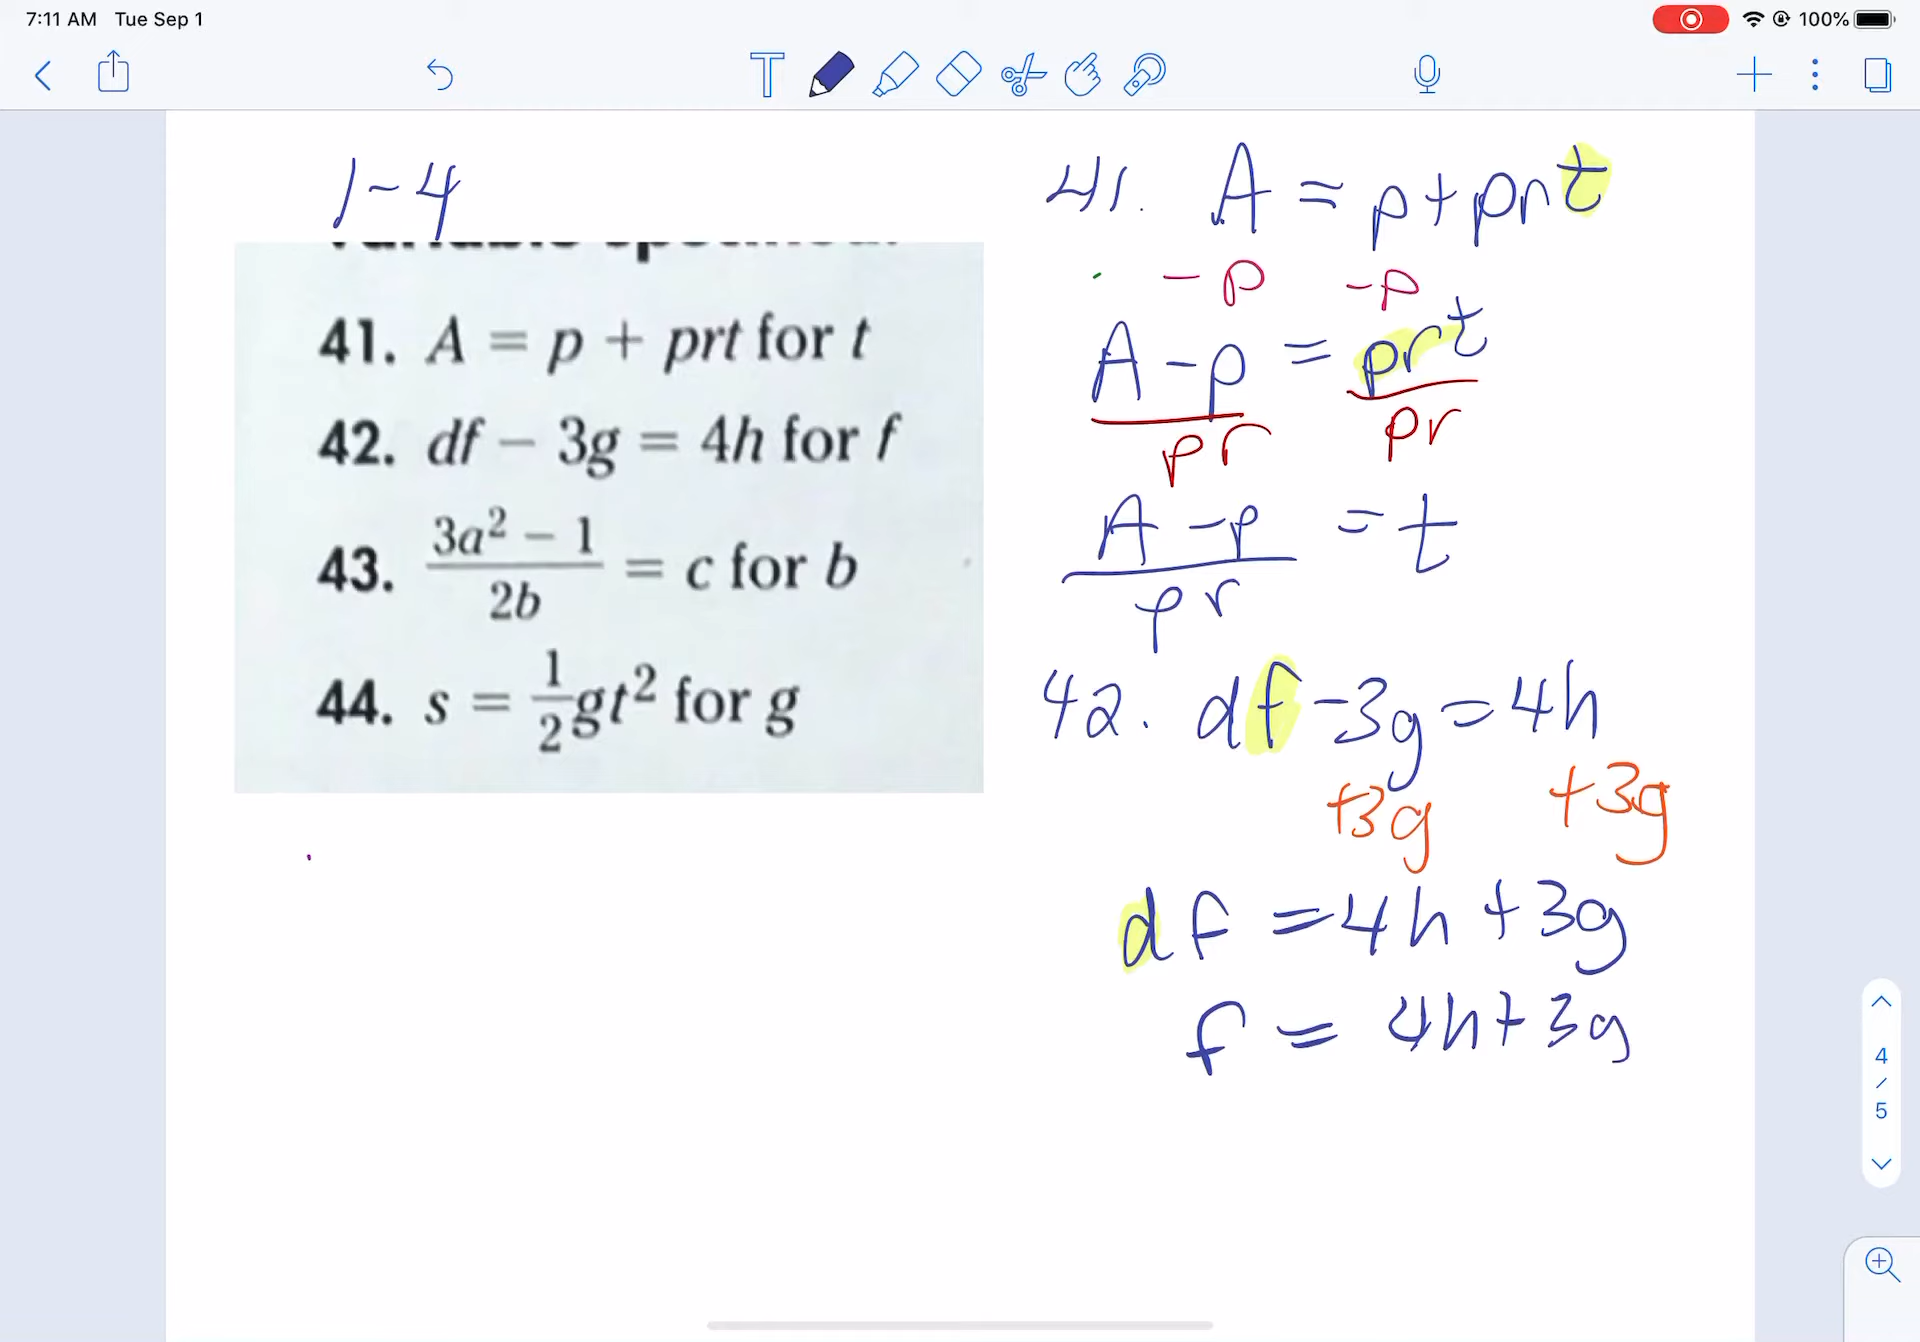 7:11 AM Tue Sep 1
100%
1-4
41. A = p + prt for t
42. df − 3g = 4h for f
43. 3a² − 1 / 2b = c for b
44. s = 1/2 gt² for g
41. A = p + prt
-p -p
A - p = prt
pr pr
A - p = t
pr
42. df - 3g = 4h
+3g +3g
df = 4h + 3g
f = 4h + 3g
4
/
5